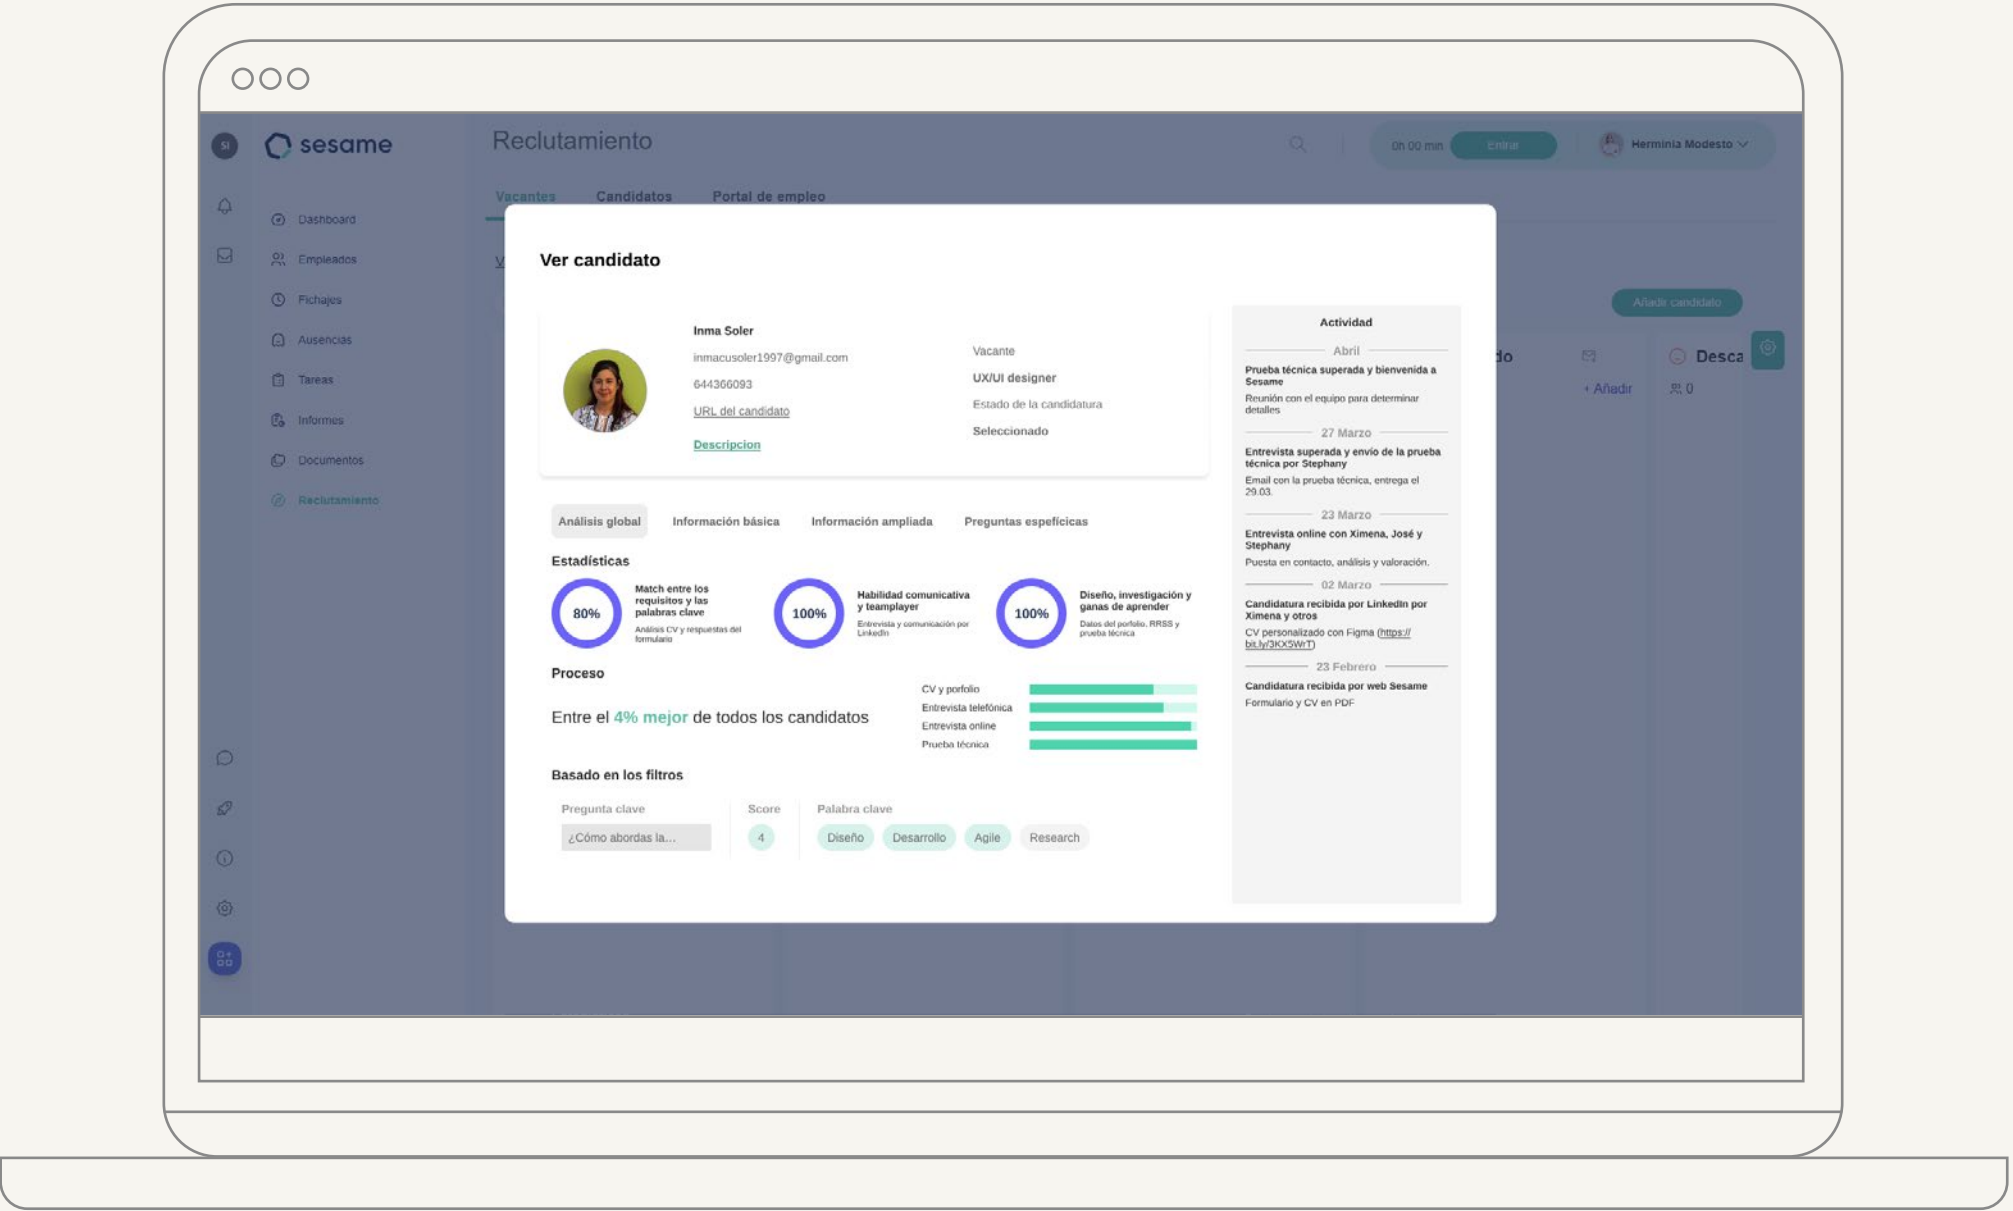 SI
sesame
Reclutamiento
0h 00 min
Entrar
Herminia Modesto
Vacantes
Candidatos
Portal de empleo
Dashboard
Empleados
Fichajes
Ausencias
Tareas
Informes
Documentos
Reclutamiento
V
Añadir candidato
do
Desca
+ Añadir
0
Ver candidato
Inma Soler
inmacusoler1997@gmail.com
644366093
URL del candidato
Descripcion
Vacante
UX/UI designer
Estado de la candidatura
Seleccionado
Análisis global
Información básica
Información ampliada
Preguntas espefícicas
Estadísticas
80%
Match entre los
requisitos y las
palabras clave
Análisis CV y respuestas del
formulario
100%
Habilidad comunicativa
y teamplayer
Entrevista y comunicación por
LinkedIn
100%
Diseño, investigación y
ganas de aprender
Datos del porfolio, RRSS y
prueba técnica
Proceso
Entre el 4% mejor de todos los candidatos
CV y porfolio
Entrevista telefónica
Entrevista online
Prueba técnica
Basado en los filtros
Pregunta clave
¿Cómo abordas la...
Score
4
Palabra clave
Diseño
Desarrollo
Agile
Research
Actividad
Abril
Prueba técnica superada y bienvenida a
Sesame
Reunión con el equipo para determinar
detalles
27 Marzo
Entrevista superada y envío de la prueba
técnica por Stephany
Email con la prueba técnica, entrega el
29.03.
23 Marzo
Entrevista online con Ximena, José y
Stephany
Puesta en contacto, análisis y valoración.
02 Marzo
Candidatura recibida por LinkedIn por
Ximena y otros
CV personalizado con Figma (https://
bit.ly/3KX5WrT)
23 Febrero
Candidatura recibida por web Sesame
Formulario y CV en PDF